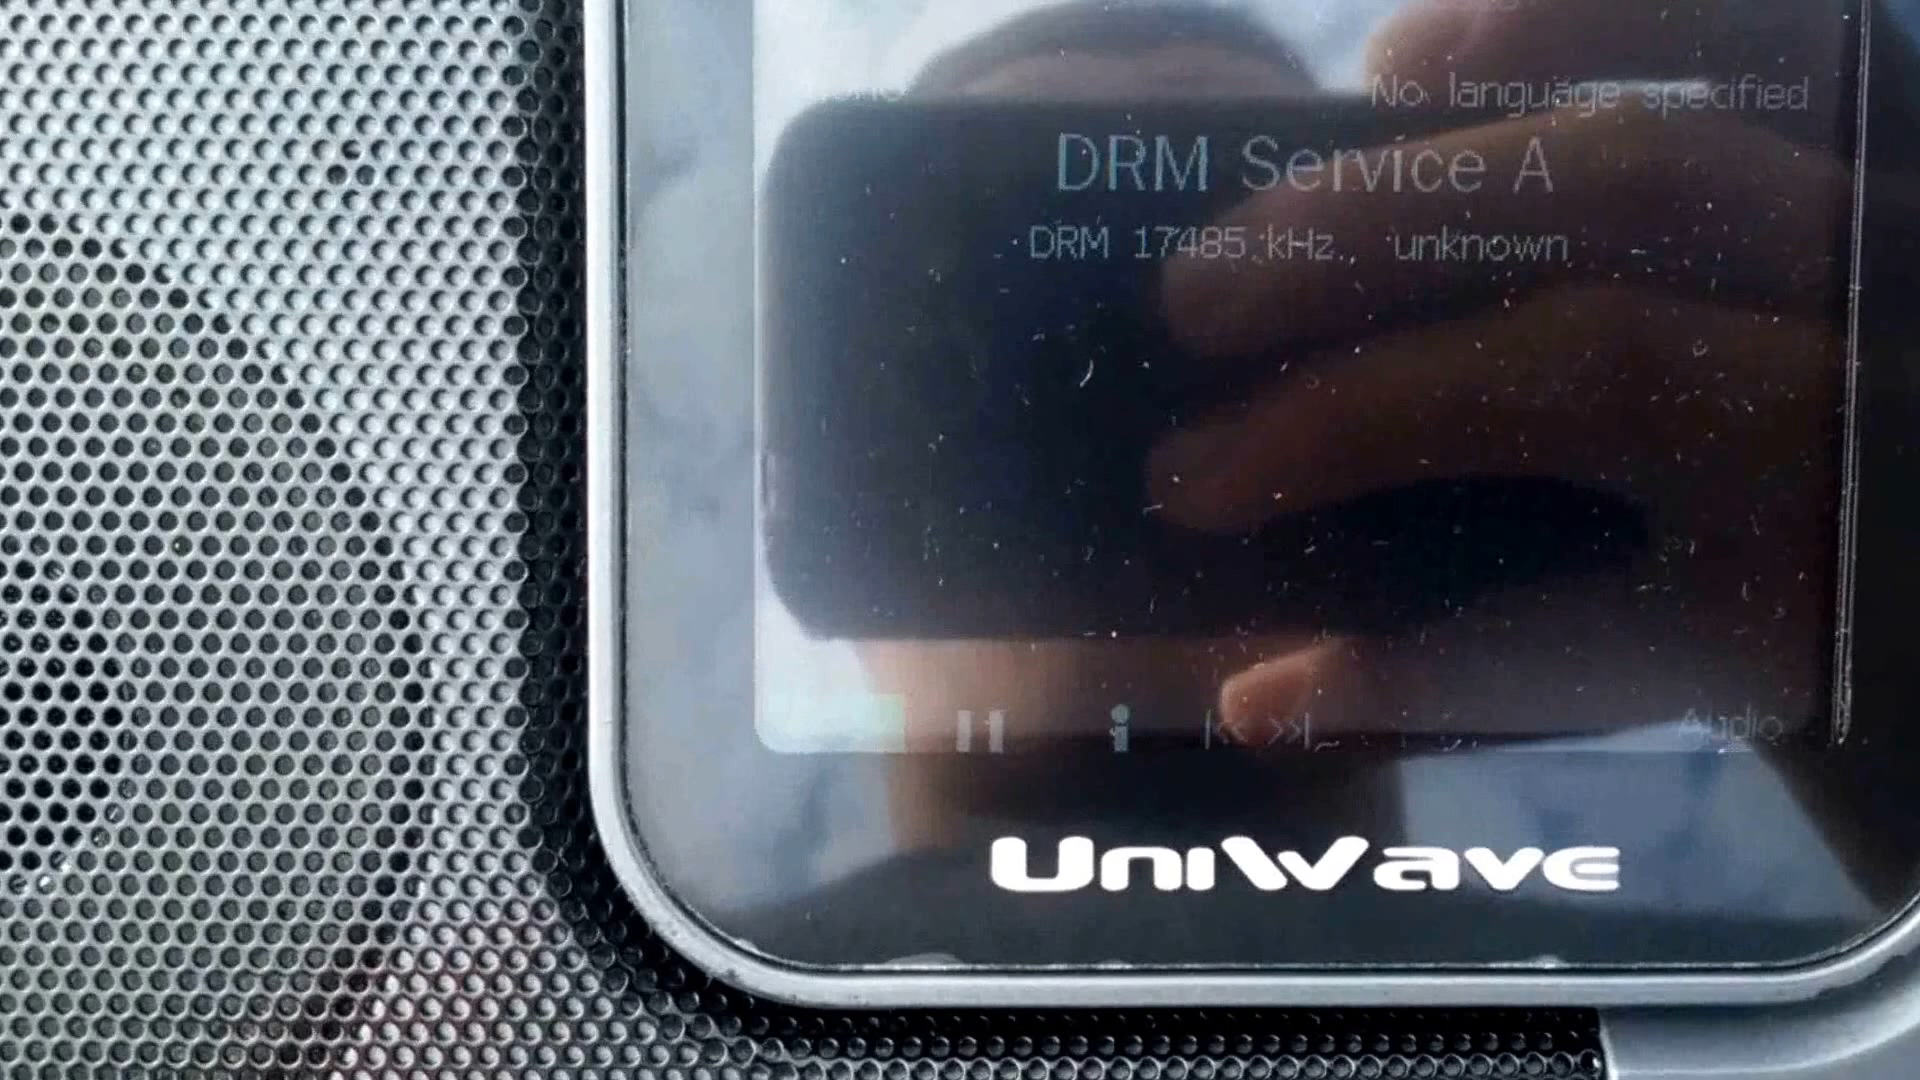 No language specified
DRM Service A
DRM 17485 kHz, unknown
Audio
UniWave